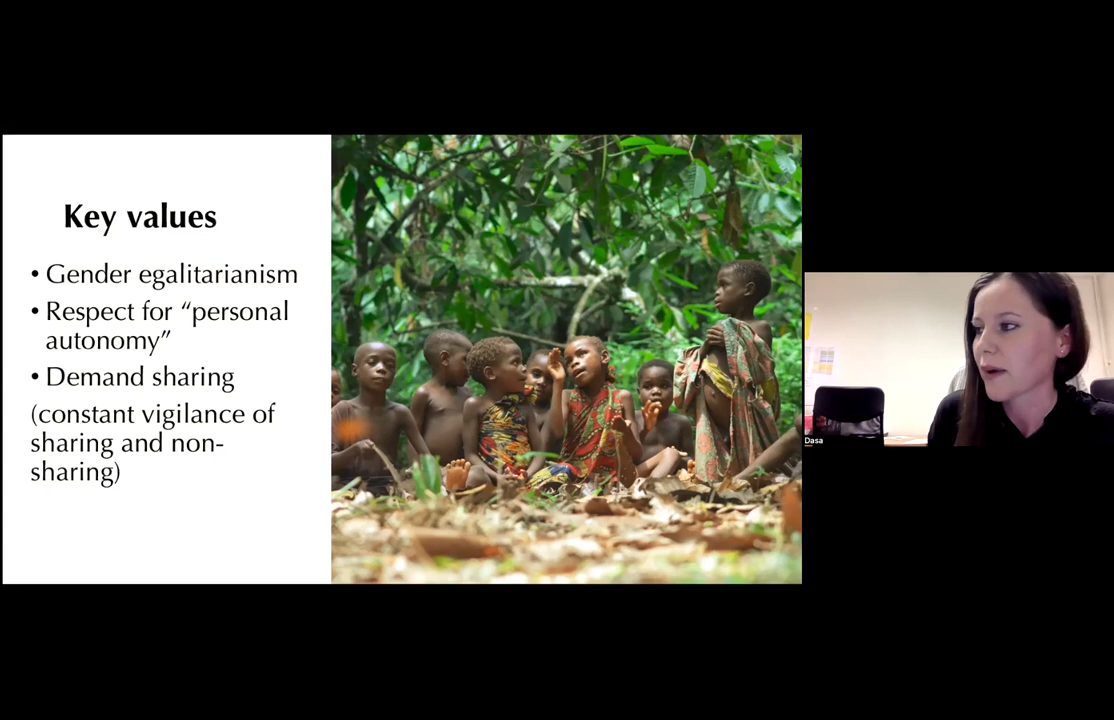 Key values
• Gender egalitarianism
• Respect for “personal
autonomy”
• Demand sharing
(constant vigilance of
sharing and non-
sharing)
Dasa